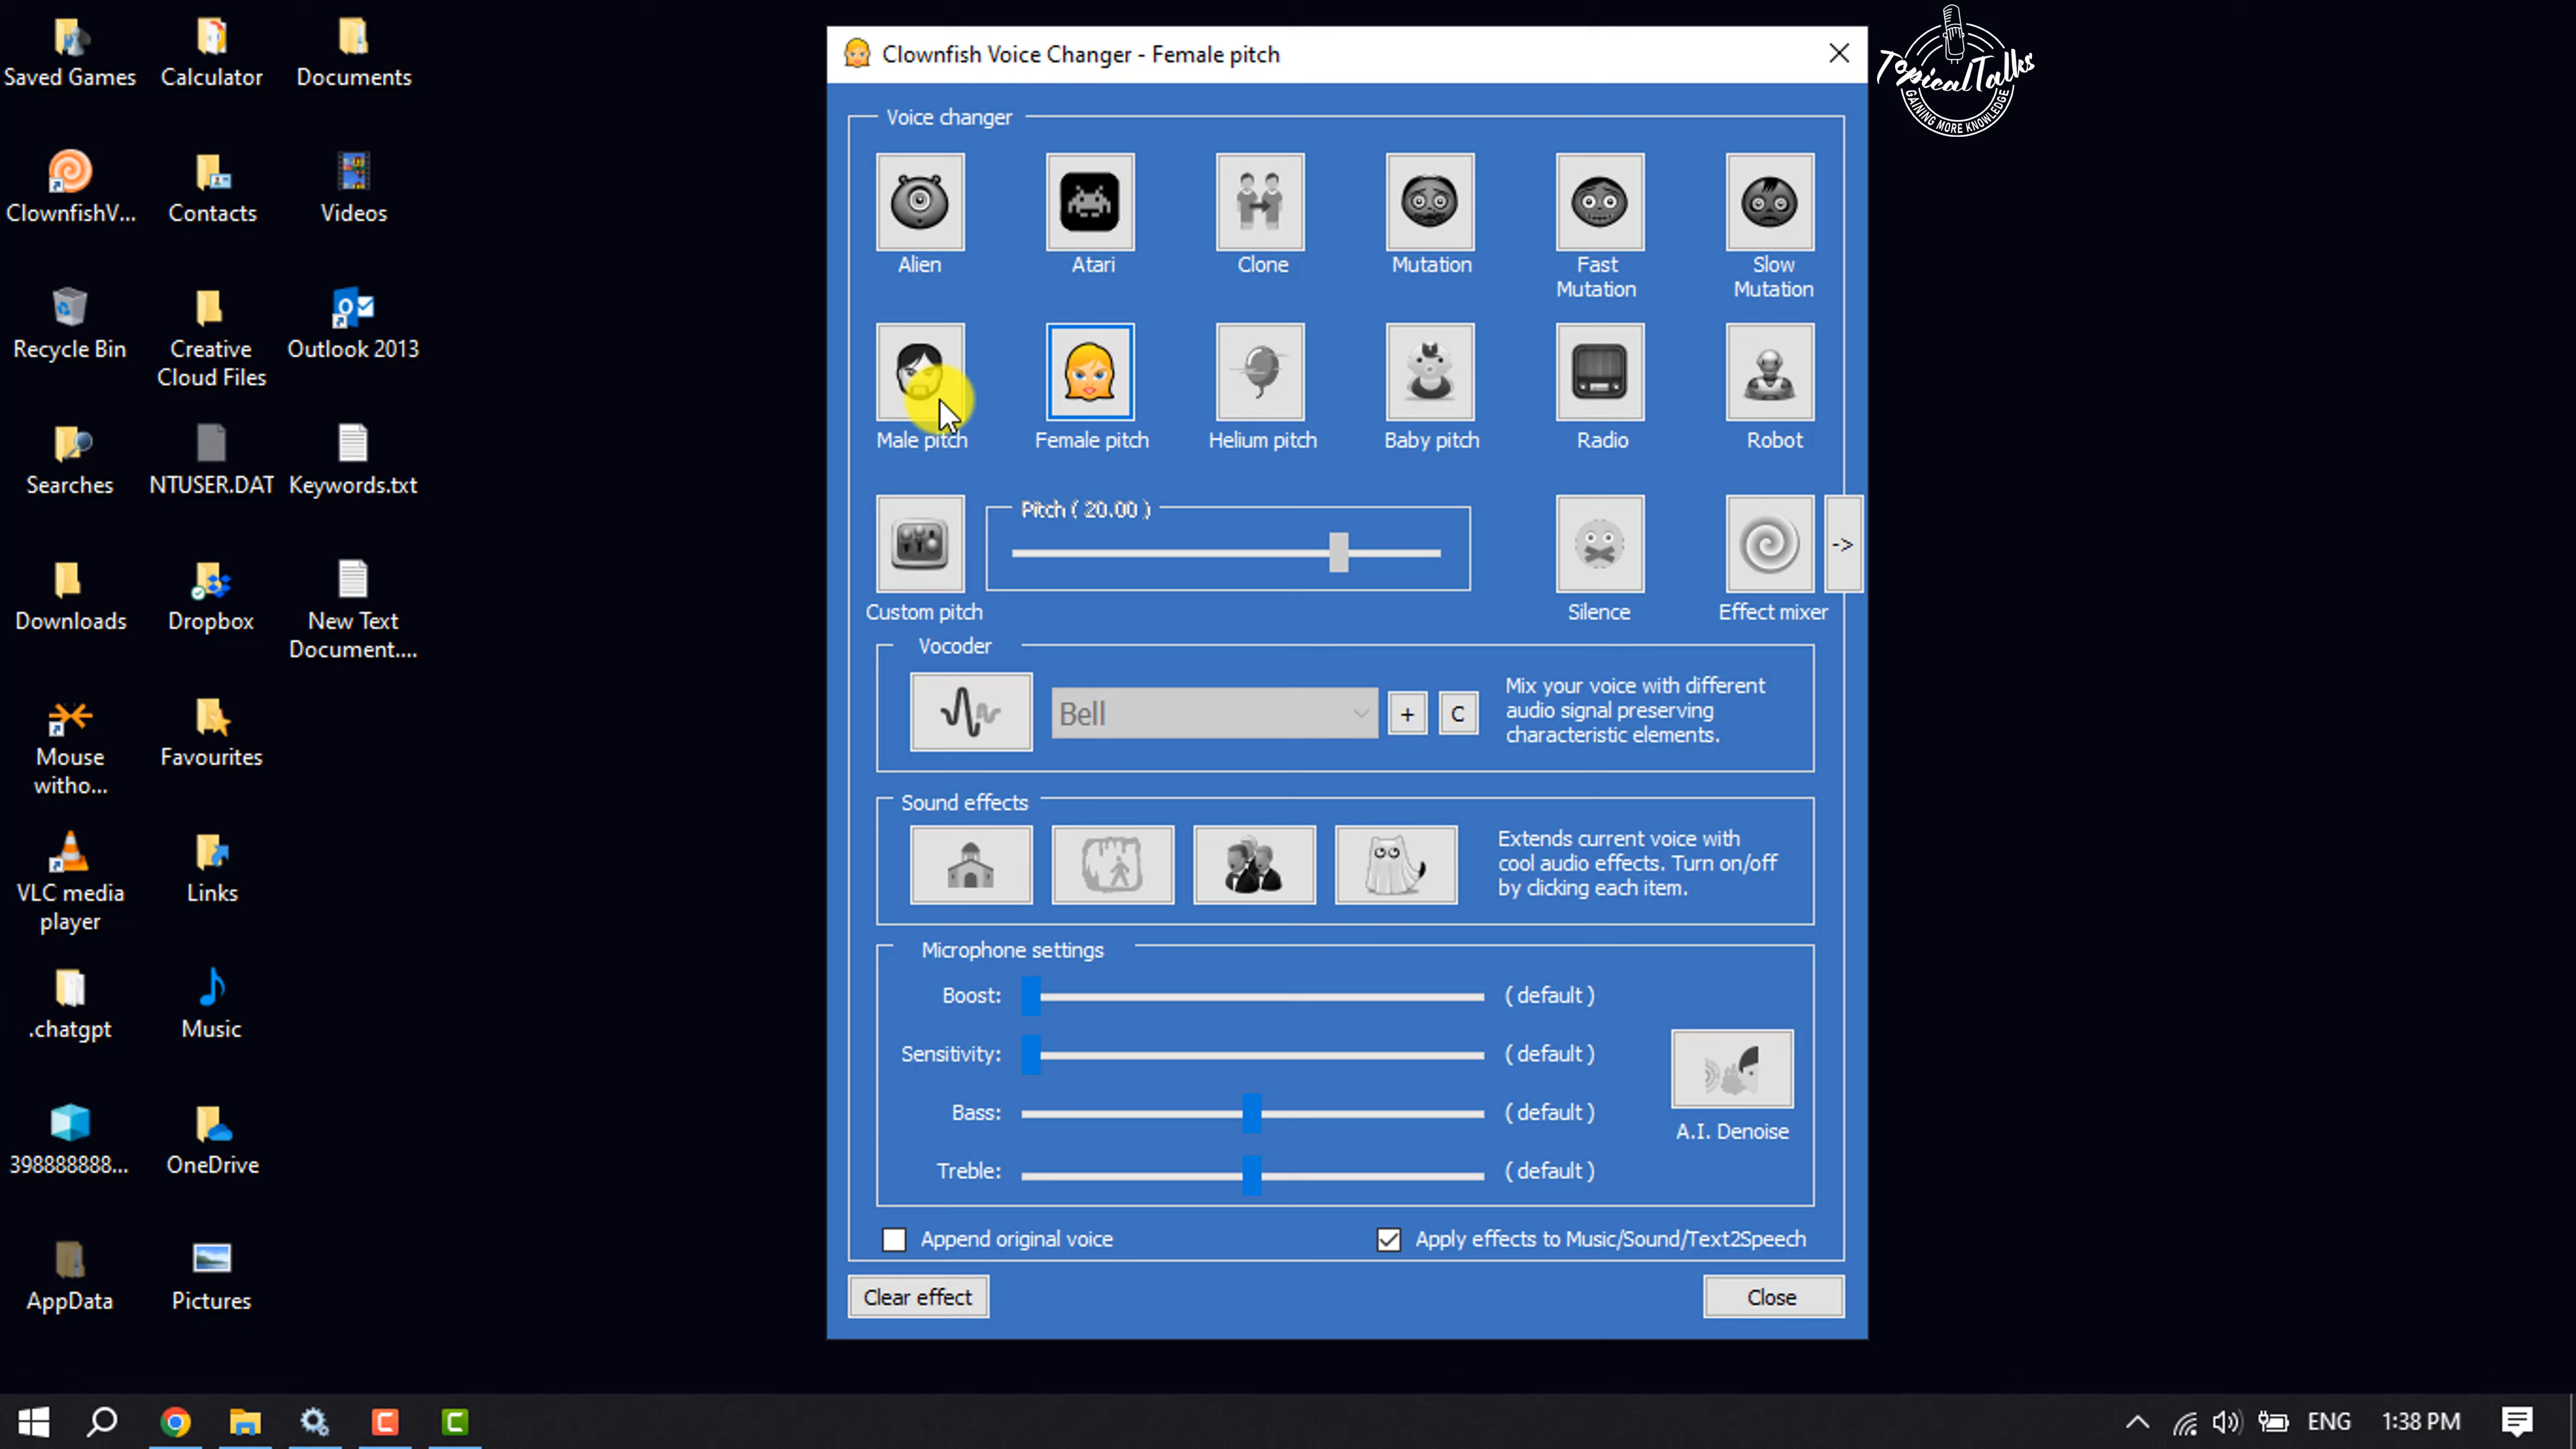 Saved Games
Calculator
Documents
ClownfishV...
Contacts
Videos
Recycle Bin
Creative
Cloud Files
Outlook 2013
Searches
NTUSER.DAT
Keywords.txt
Downloads
Dropbox
New Text
Document....
Mouse
witho...
Favourites
VLC media
player
Links
.chatgpt
Music
398888888...
OneDrive
AppData
Pictures
Clownfish Voice Changer - Female pitch
Topical Talks
GAINING MORE KNOWLEDGE
Voice changer
Alien
Atari
Clone
Mutation
Fast
Mutation
Slow
Mutation
Male pitch
Female pitch
Helium pitch
Baby pitch
Radio
Robot
Custom pitch
Pitch ( 20.00 )
Silence
Effect mixer
->
Vocoder
Bell
+
C
Mix your voice with different
audio signal preserving
characteristic elements.
Sound effects
Extends current voice with
cool audio effects. Turn on/off
by clicking each item.
Microphone settings
Boost:
( default )
Sensitivity:
( default )
Bass:
( default )
Treble:
( default )
A.I. Denoise
Append original voice
Apply effects to Music/Sound/Text2Speech
Clear effect
Close
ENG
1:38 PM